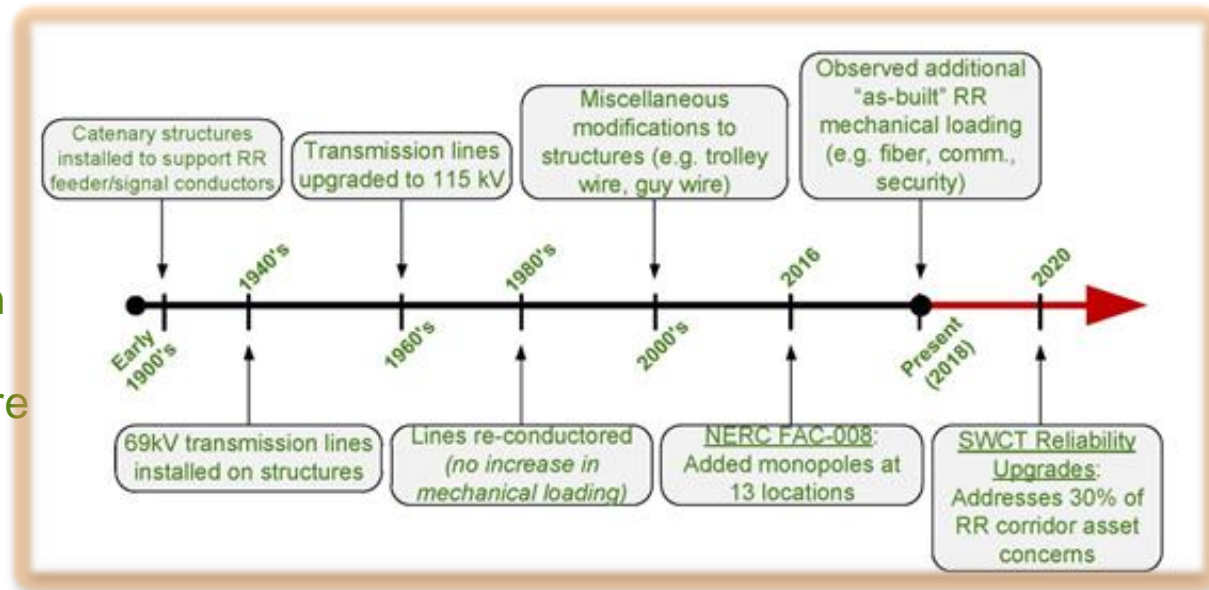 Catenary structures
installed to support RR
feeder/signal conductors
Transmission lines
upgraded to 115 kV
Miscellaneous
modifications to
structures (e.g. trolley
wire, guy wire)
Observed additional
“as-built” RR
mechanical loading
(e.g. fiber, comm.,
security)
Early
1900's
1940's
1960's
1980's
2000's
2016
Present
(2018)
2020
69kV transmission lines
installed on structures
Lines re-conductored
(no increase in
mechanical loading)
NERC FAC-008:
Added monopoles at
13 locations
SWCT Reliability
Upgrades:
Addresses 30% of
RR corridor asset
concerns